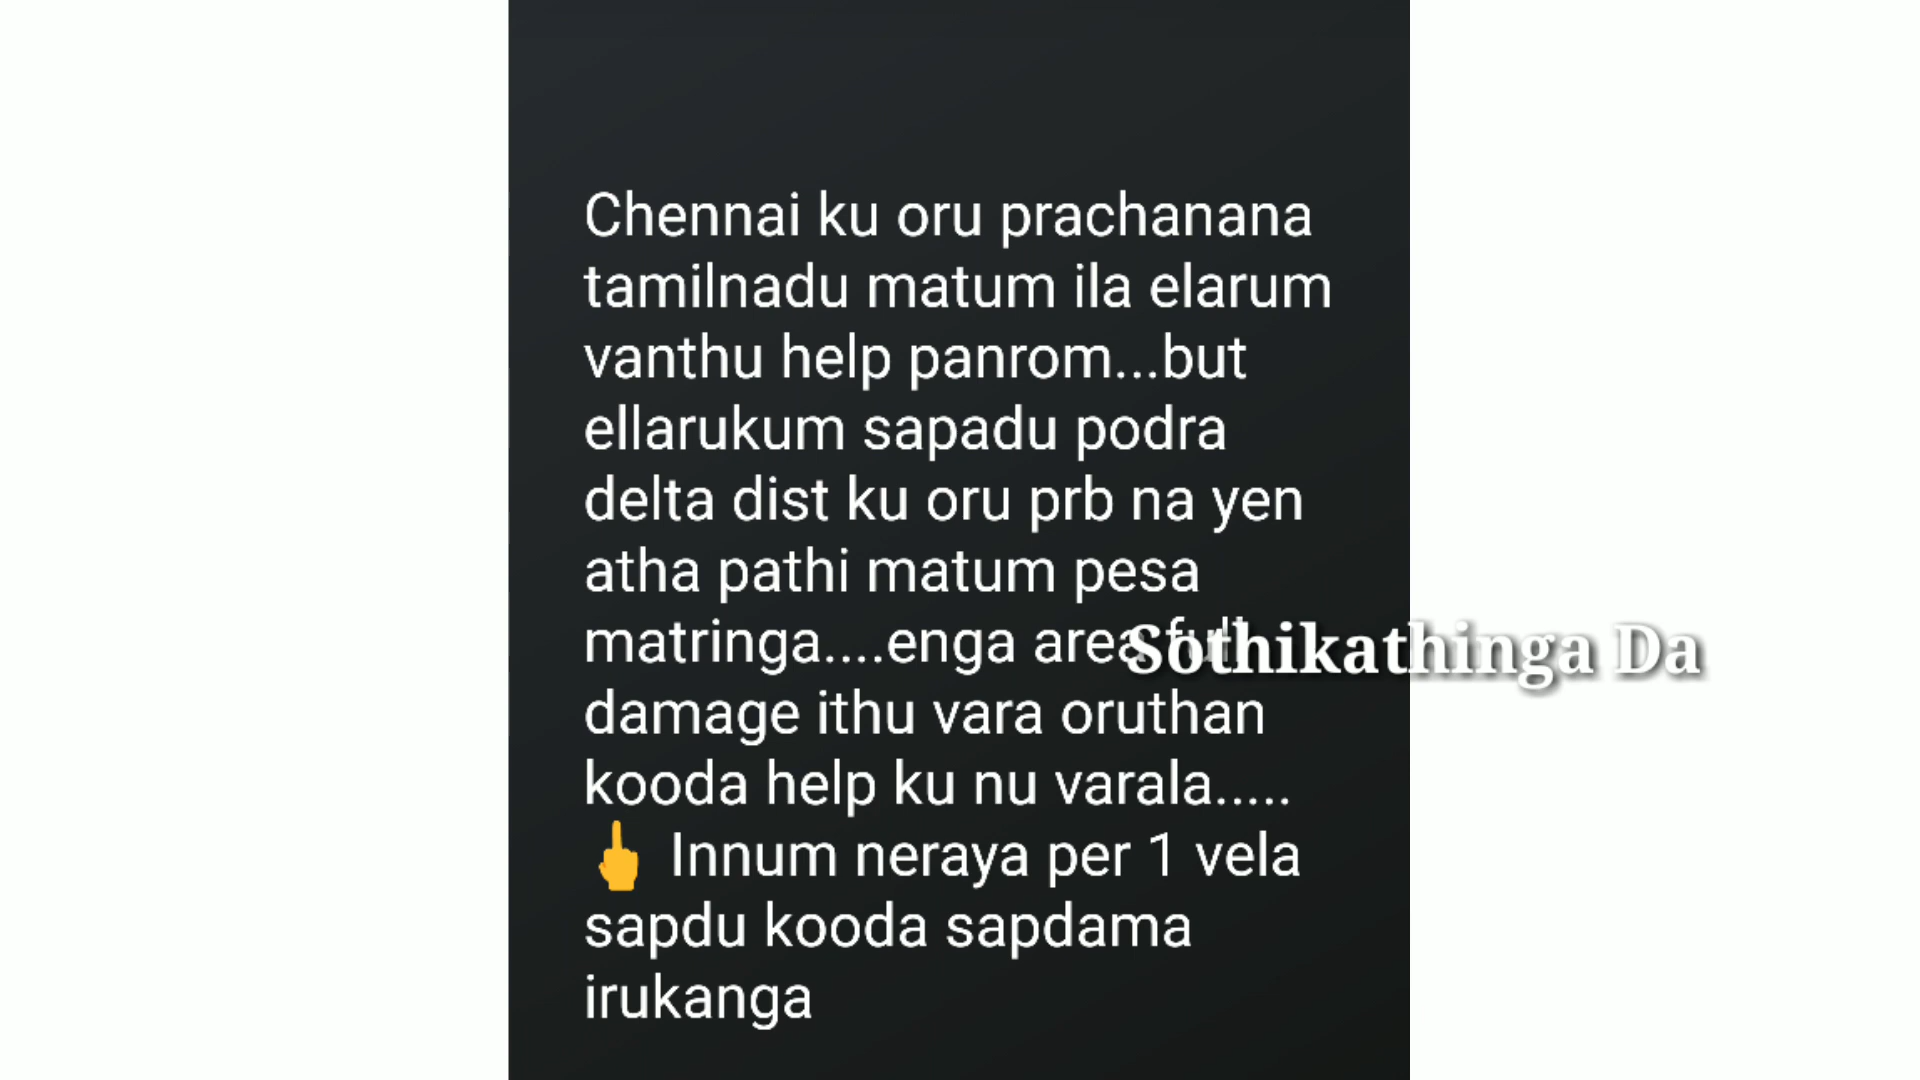 Chennai ku oru prachanana
tamilnadu matum ila elarum
vanthu help panrom...but
ellarukum sapadu podra
delta dist ku oru prb na yen
atha pathi matum pesa
matringa....enga area full
Sothikathinga Da
damage ithu vara oruthan
kooda help ku nu varala.....
🖕 Innum neraya per 1 vela
sapdu kooda sapdama
irukanga